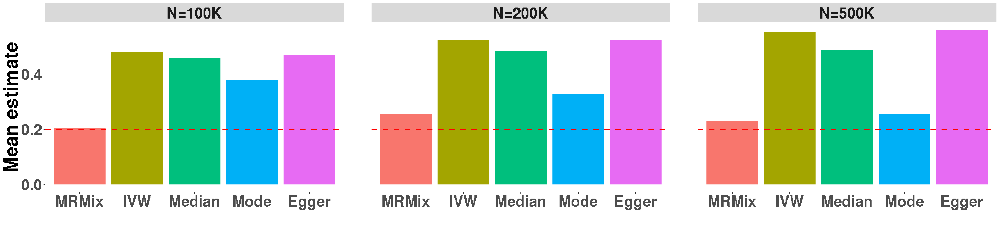 N=100K N=200K N=500K
Mean estimate
0.4
0.2
0.0
MRMix IVW Median Mode Egger MRMix IVW Median Mode Egger MRMix IVW Median Mode Egger